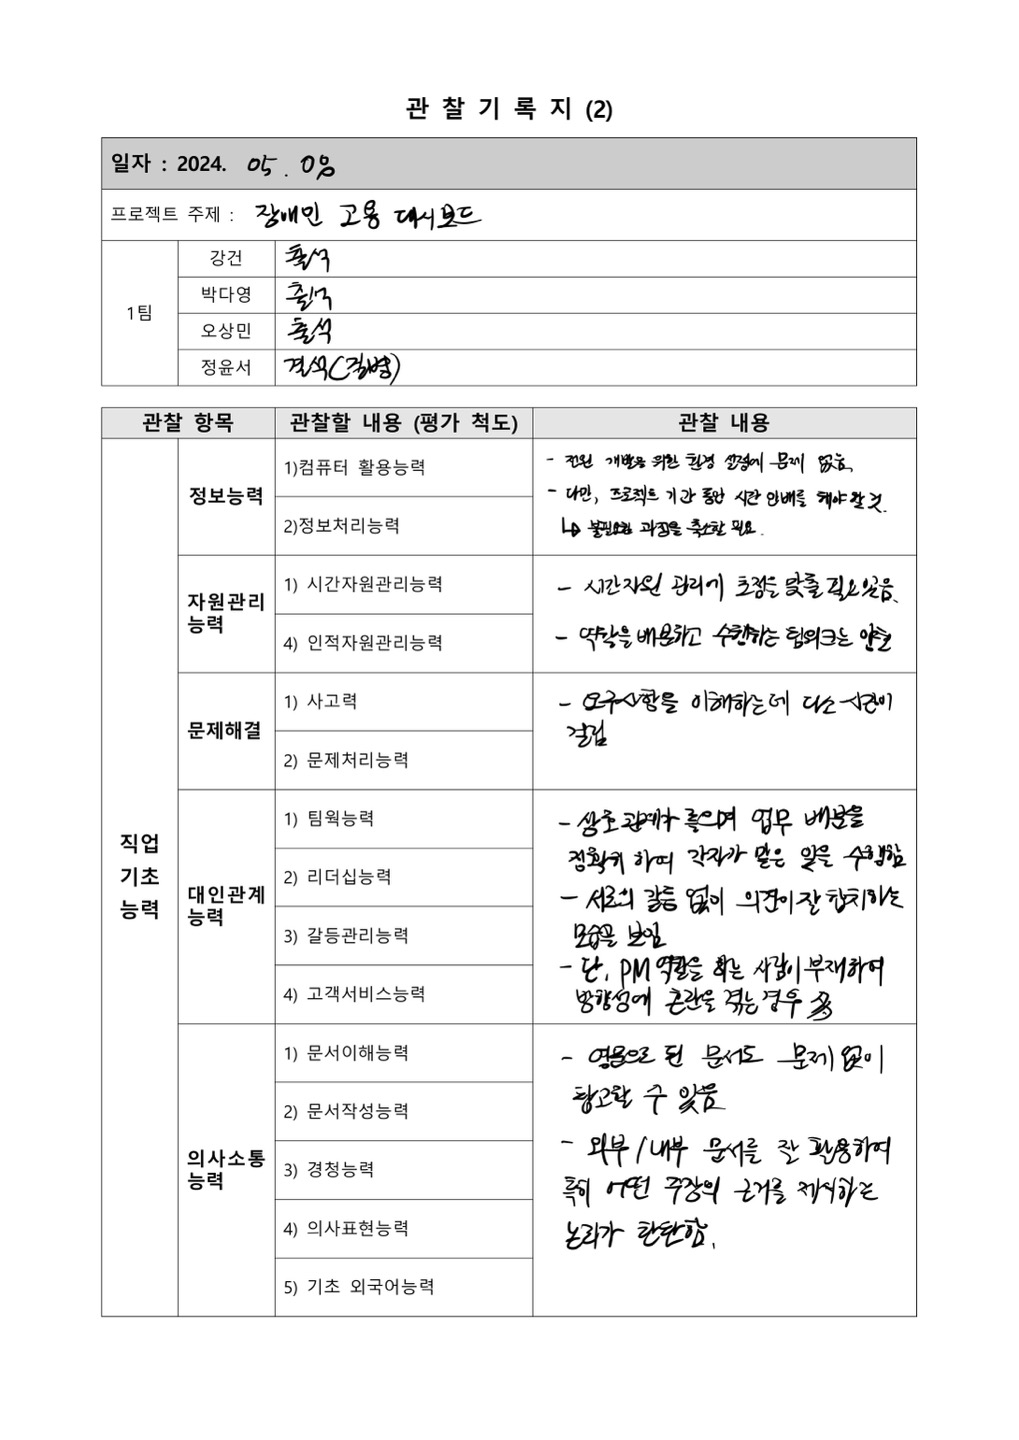 관 찰 기 록 지 (2)
일자 : 2024. 05. 08
프로젝트 주제 : 장애인 고용 대시보드
1팀
강건 출석
박다영 출석
오상민 출석
정윤서 결석(질병)
관찰 항목 관찰할 내용 (평가 척도) 관찰 내용
직업
기초
능력
정보능력
1)컴퓨터 활용능력
2)정보처리능력
- 전원 개발을 위한 환경 설정에 문제 없음.
- 다만, 프로젝트 기간 동안 시간 안배를 해야 할 것.
↳ 불필요한 과정을 축소할 필요.
자원관리
능력
1) 시간자원관리능력
4) 인적자원관리능력
- 시간자원 관리에 초점을 맞출 필요 있음.
- 역할을 배분하고 수행하는 팀워크는
문제해결
1) 사고력
2) 문제처리능력
- 요구사항을 이해하는데 다소 시간이
걸림
대인관계
능력
1) 팀웍능력
2) 리더십능력
3) 갈등관리능력
4) 고객서비스능력
- 상호 관계가 좋으며 업무 배분을
정확히 하여 각자가 맡은 일을 수행함
- 서로의 갈등 없이 의견이 잘 합치하는
모습을 보임
- 단, PM 역할을 하는 사람이 부재하여
방향성에 혼란을 겪는 경우
의사소통
능력
1) 문서이해능력
2) 문서작성능력
3) 경청능력
4) 의사표현능력
5) 기초 외국어능력
- 영문으로 된 문서도 문제 없이
참고할 수 있음
- 외부/내부 문서를 잘 활용하여
특히 어떤 주장의 근거를 제시하는
논리가 탄탄함.